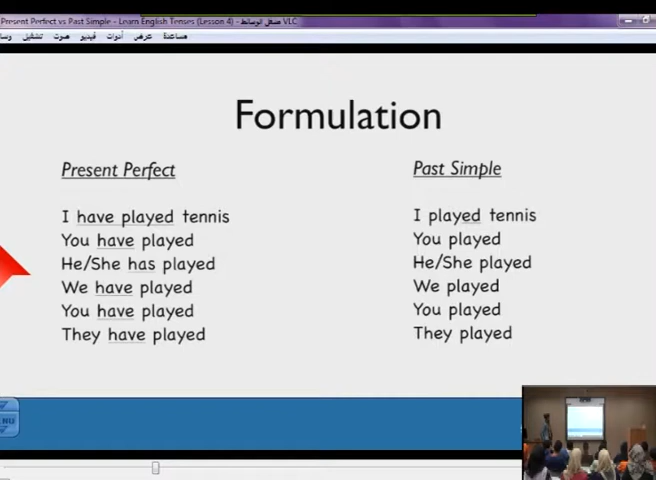 Present Perfect vs Past Simple - Learn English Tenses (Lesson 4) - مشغل الوسائط VLC
مساعدة عرض أدوات فيديو صوت تشغيل
Formulation
Present Perfect
I have played tennis
You have played
He/She has played
We have played
You have played
They have played
Past Simple
I played tennis
You played
He/She played
We played
You played
They played